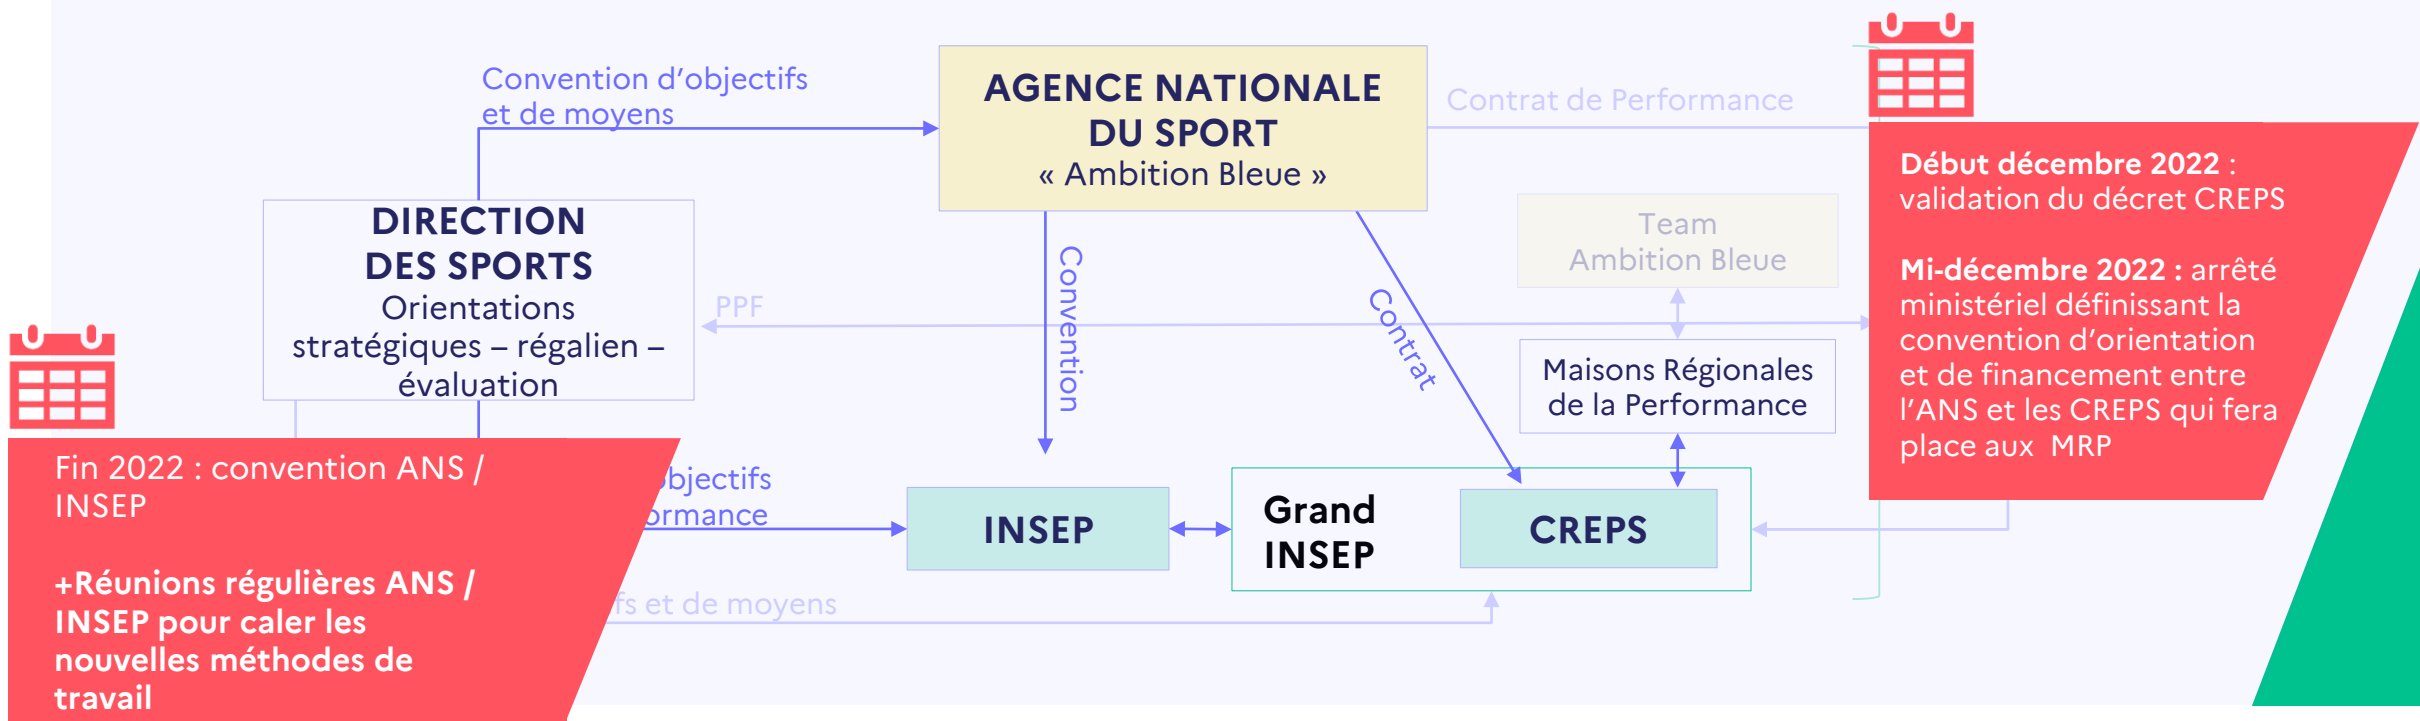 Convention d’objectifs
et de moyens
AGENCE NATIONALE
DU SPORT
« Ambition Bleue »
Contrat de Performance
DIRECTION
DES SPORTS
Orientations
stratégiques – régalien –
évaluation
PPF
Convention
Contrat
Team
Ambition Bleue
Maisons Régionales
de la Performance
Début décembre 2022 :
validation du décret CREPS
Mi-décembre 2022 : arrêté
ministériel définissant la
convention d’orientation
et de financement entre
l’ANS et les CREPS qui fera
place aux MRP
Fin 2022 : convention ANS /
INSEP
+Réunions régulières ANS /
INSEP pour caler les
nouvelles méthodes de
travail
INSEP
Grand
INSEP
CREPS
et de moyens